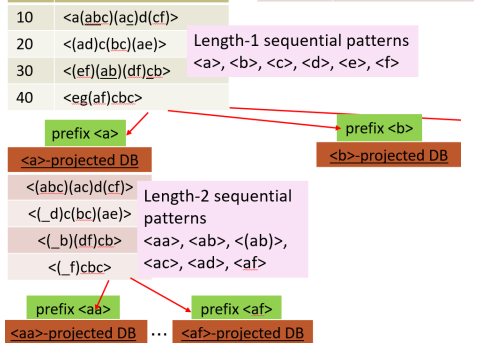 10 <a(abc)(ac)d(cf)>
20 <(ad)c(bc)(ae)>
30 <(ef)(ab)(df)cb>
40 <eg(af)cbc>
Length-1 sequential patterns
<a>, <b>, <c>, <d>, <e>, <f>
prefix <a>
prefix <b>
<a>-projected DB
<b>-projected DB
<(abc)(ac)d(cf)>
<(_d)c(bc)(ae)>
<(_b)(df)cb>
<(_f)cbc>
Length-2 sequential
patterns
<aa>, <ab>, <(ab)>,
<ac>, <ad>, <af>
prefix <aa>
prefix <af>
<aa>-projected DB ... <af>-projected DB